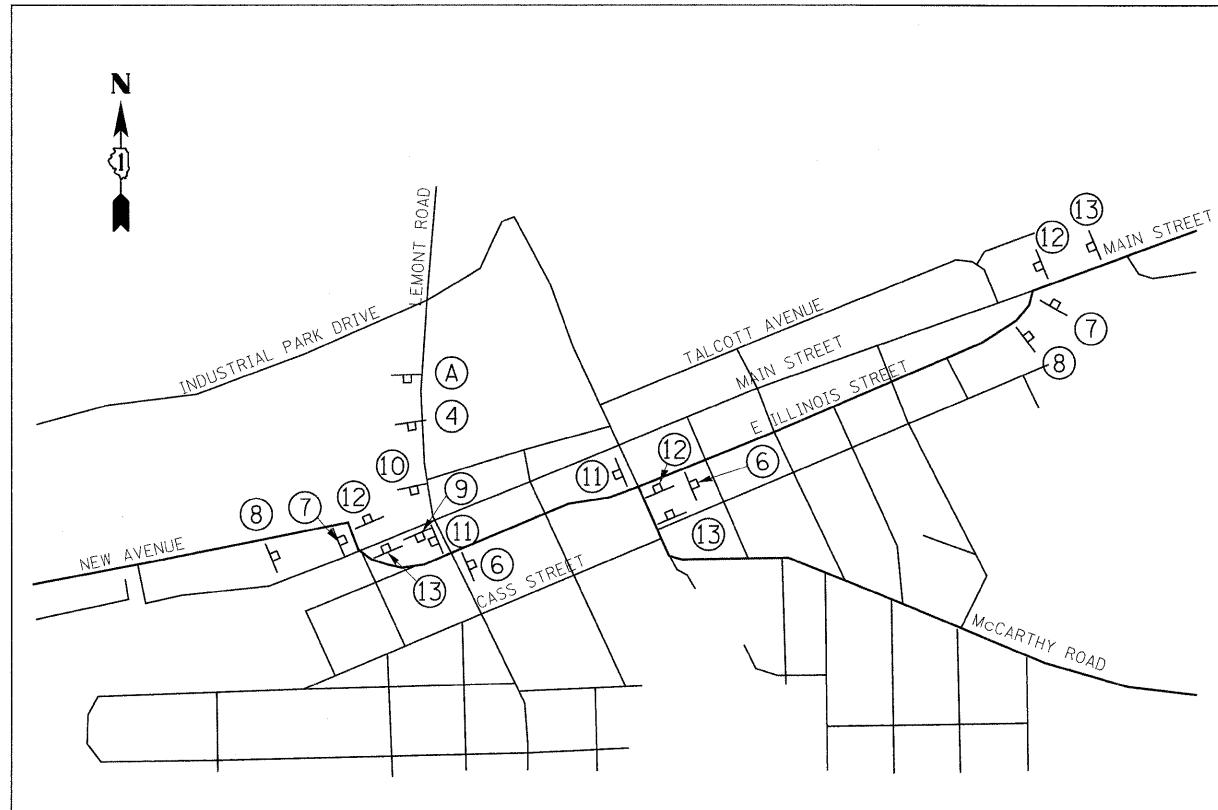 N
1
LEMONT ROAD
INDUSTRIAL PARK DRIVE
13
12
MAIN STREET
TALCOTT AVENUE
7
MAIN STREET
8
A
E ILLINOIS STREET
4
12
6
10
11
9
12
7
8
11
13
NEW AVENUE
6
13
CASS STREET
McCARTHY ROAD